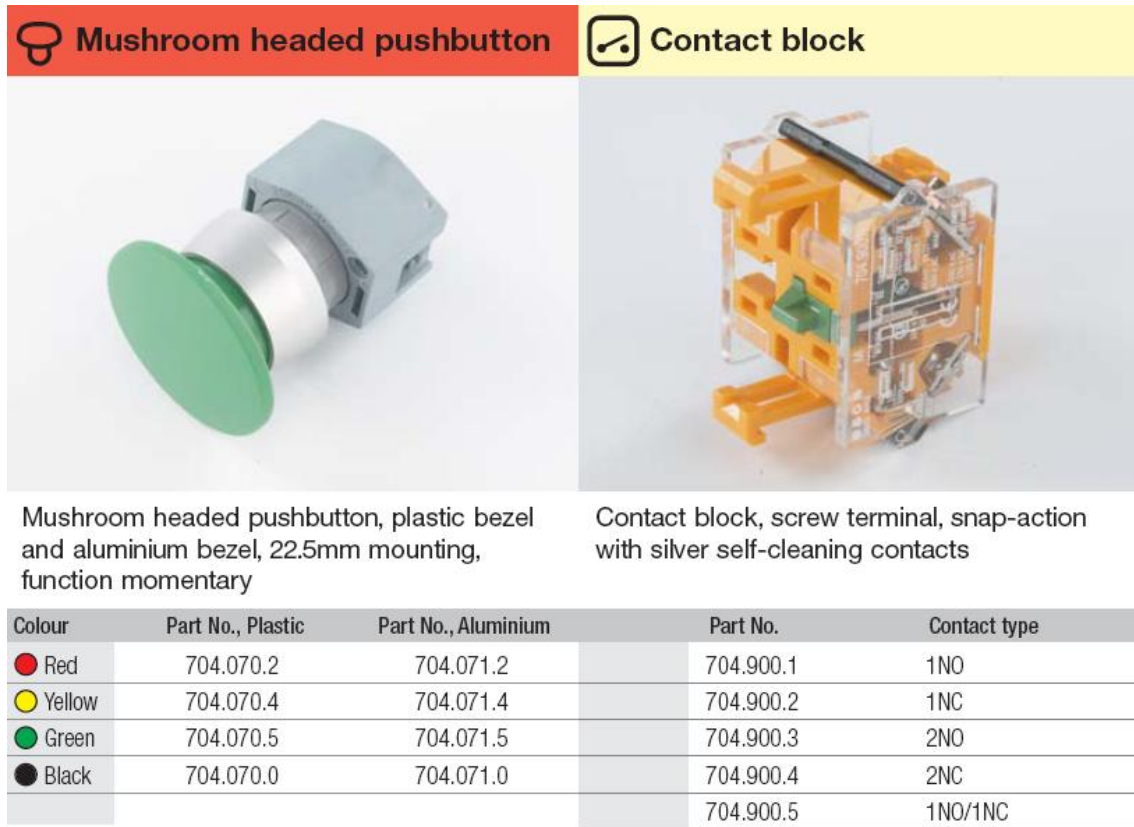 Mushroom headed pushbutton
Contact block
Mushroom headed pushbutton, plastic bezel
and aluminium bezel, 22.5mm mounting,
function momentary
Contact block, screw terminal, snap-action
with silver self-cleaning contacts
Colour Part No., Plastic Part No., Aluminium Part No. Contact type
Red 704.070.2 704.071.2 704.900.1 1NO
Yellow 704.070.4 704.071.4 704.900.2 1NC
Green 704.070.5 704.071.5 704.900.3 2NO
Black 704.070.0 704.071.0 704.900.4 2NC
704.900.5 1NO/1NC